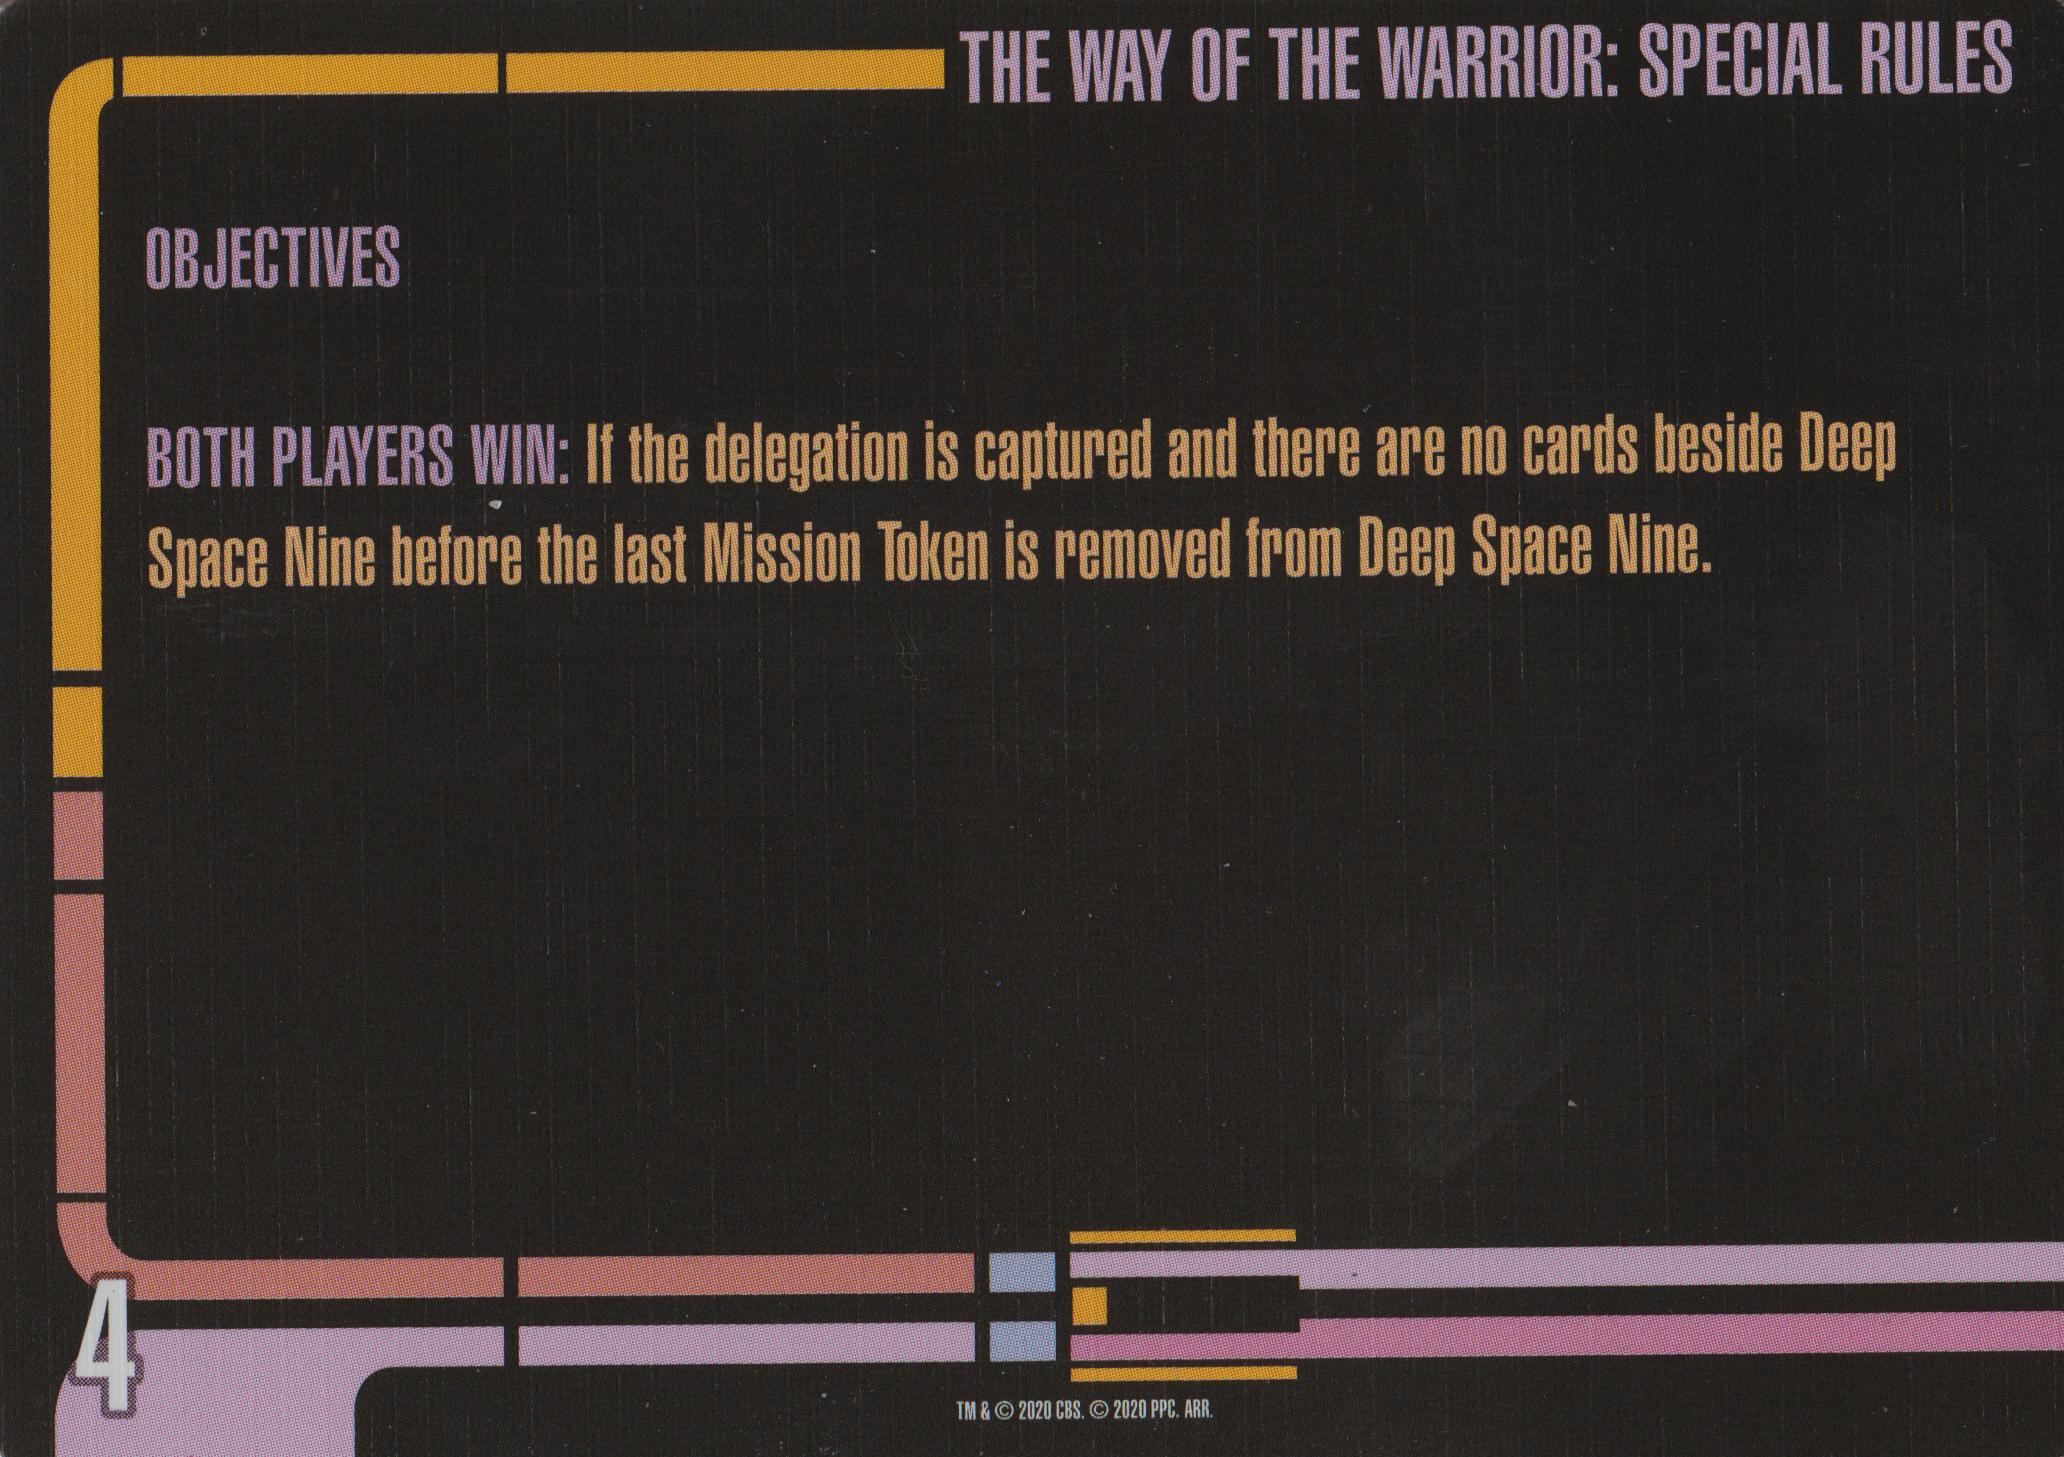 THE WAY OF THE WARRIOR: SPECIAL RULES
OBJECTIVES
BOTH PLAYERS WIN: If the delegation is captured and there are no cards beside Deep
Space Nine before the last Mission Token is removed from Deep Space Nine.
4
TM & © 2020 CBS. © 2020 PPC. ARR.